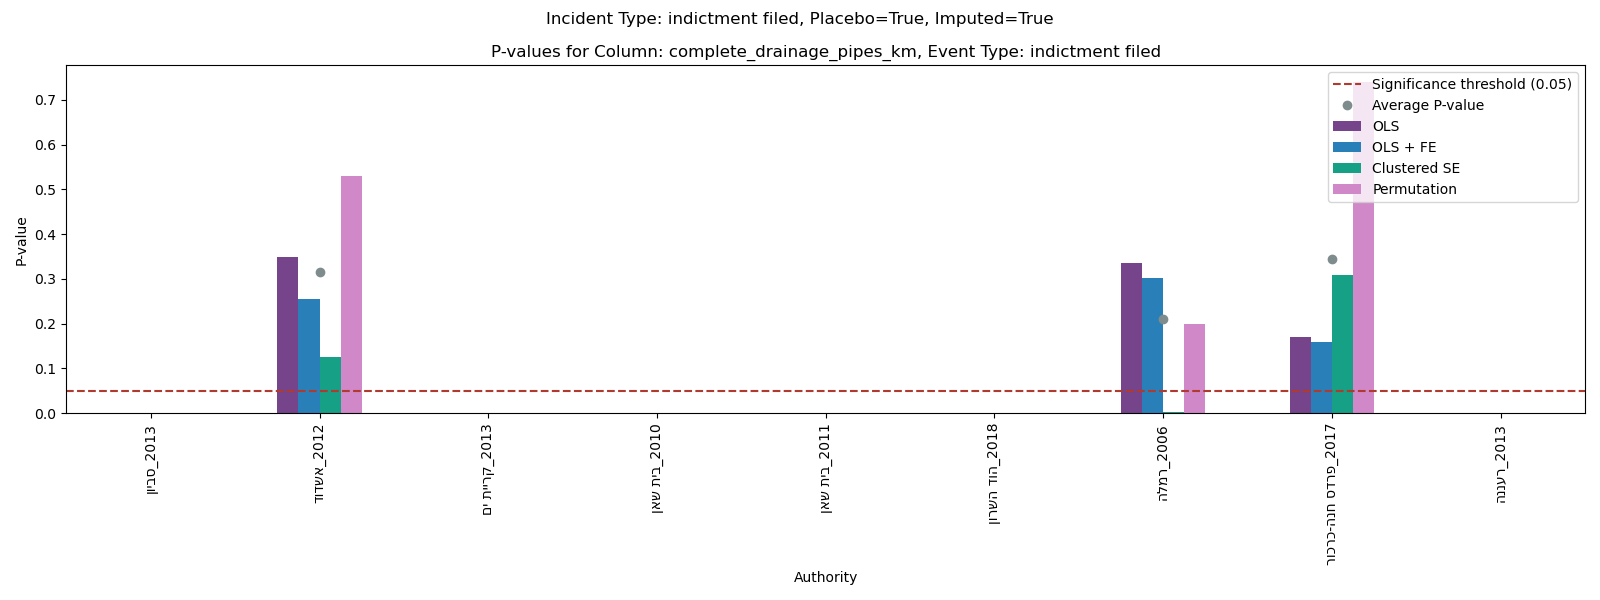 Incident Type: indictment filed, Placebo=True, Imputed=True
P-values for Column: complete_drainage_pipes_km, Event Type: indictment filed
Significance threshold (0.05)
Average P-value
OLS
OLS + FE
Clustered SE
Permutation
P-value
0.7
0.6
0.5
0.4
0.3
0.2
0.1
0.0
סביון_2013
אשדוד_2012
קריית ים_2013
בית שאן_2010
בית שאן_2011
הוד השרון_2018
רמלה_2006
פרדס חנה-כרכור_2017
רעננה_2013
Authority